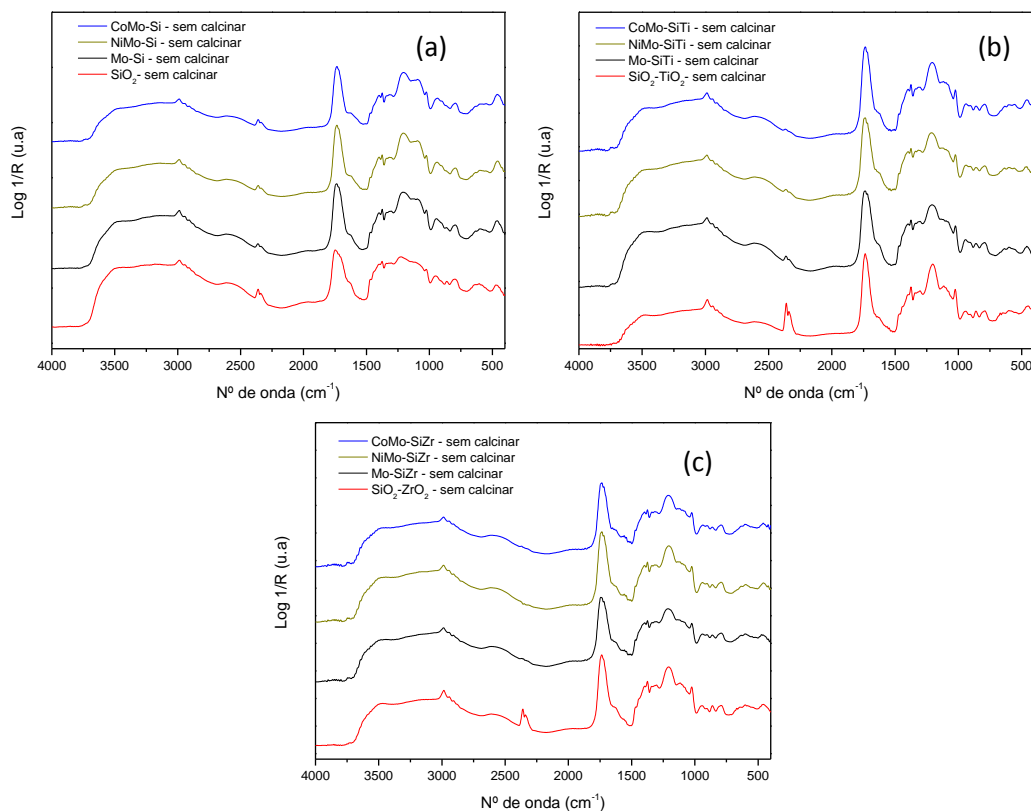 CoMo-Si - sem calcinar
NiMo-Si - sem calcinar
Mo-Si - sem calcinar
SiO2- sem calcinar
(a)
Log 1/R (u.a)
4000 3500 3000 2500 2000 1500 1000 500
Nº de onda (cm-1)
CoMo-SiTi - sem calcinar
NiMo-SiTi - sem calcinar
Mo-SiTi - sem calcinar
SiO2-TiO2 - sem calcinar
(b)
Log 1/R (u.a)
4000 3500 3000 2500 2000 1500 1000 500
Nº de onda (cm-1)
CoMo-SiZr - sem calcinar
NiMo-SiZr - sem calcinar
Mo-SiZr - sem calcinar
SiO2-ZrO2 - sem calcinar
(c)
Log 1/R (u.a)
4000 3500 3000 2500 2000 1500 1000 500
Nº de onda (cm-1)